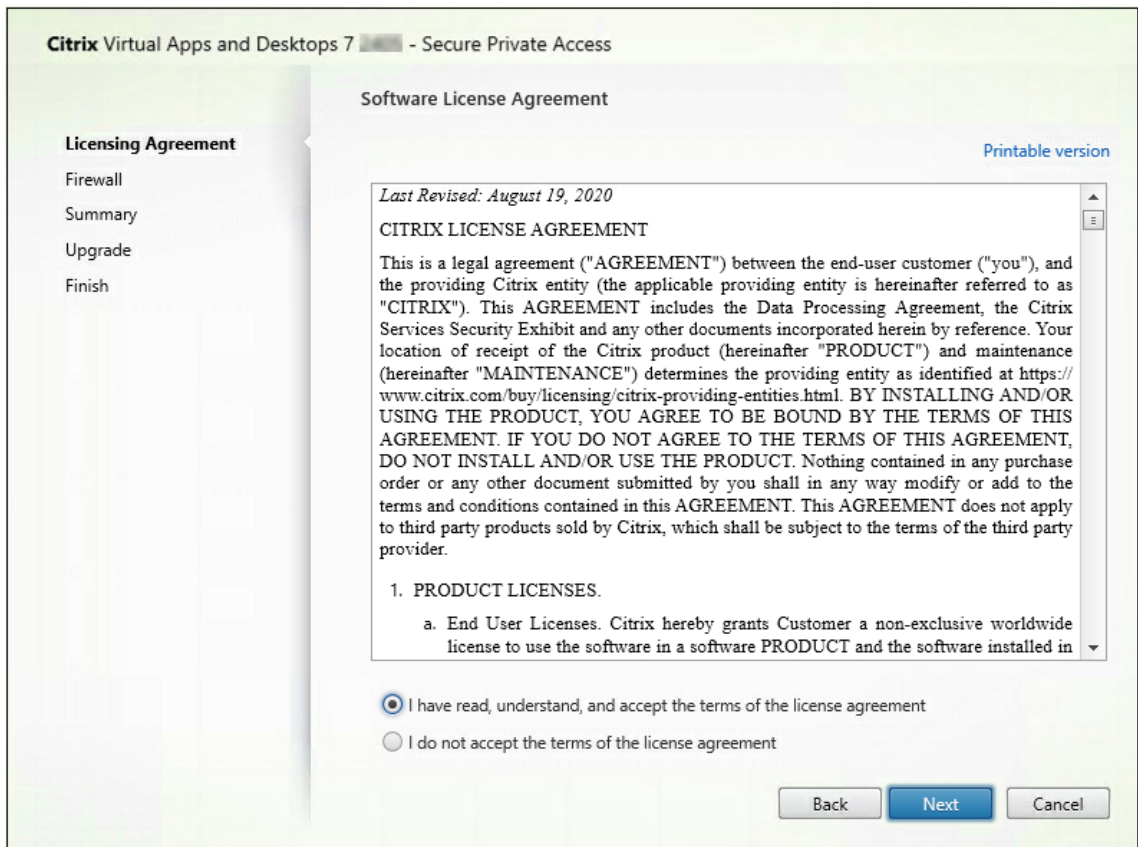 Citrix Virtual Apps and Desktops 7 - Secure Private Access
Licensing Agreement
Firewall
Summary
Upgrade
Finish
Software License Agreement
Printable version
Last Revised: August 19, 2020
CITRIX LICENSE AGREEMENT
This is a legal agreement ("AGREEMENT") between the end-user customer ("you"), and
the providing Citrix entity (the applicable providing entity is hereinafter referred to as
"CITRIX"). This AGREEMENT includes the Data Processing Agreement, the Citrix
Services Security Exhibit and any other documents incorporated herein by reference. Your
location of receipt of the Citrix product (hereinafter "PRODUCT") and maintenance
(hereinafter "MAINTENANCE") determines the providing entity as identified at https://
www.citrix.com/buy/licensing/citrix-providing-entities.html. BY INSTALLING AND/OR
USING THE PRODUCT, YOU AGREE TO BE BOUND BY THE TERMS OF THIS
AGREEMENT. IF YOU DO NOT AGREE TO THE TERMS OF THIS AGREEMENT,
DO NOT INSTALL AND/OR USE THE PRODUCT. Nothing contained in any purchase
order or any other document submitted by you shall in any way modify or add to the
terms and conditions contained in this AGREEMENT. This AGREEMENT does not apply
to third party products sold by Citrix, which shall be subject to the terms of the third party
provider.
1. PRODUCT LICENSES.
a. End User Licenses. Citrix hereby grants Customer a non-exclusive worldwide
license to use the software in a software PRODUCT and the software installed in
I have read, understand, and accept the terms of the license agreement
I do not accept the terms of the license agreement
Back Next Cancel